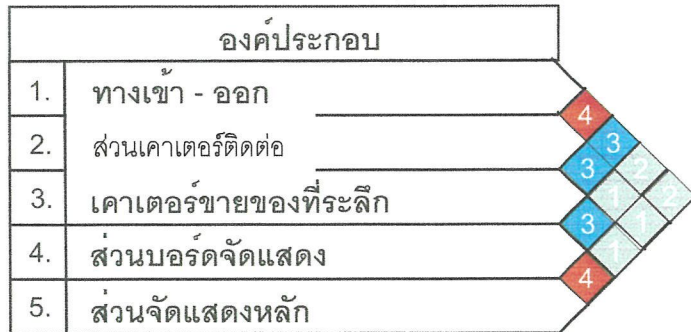 องค์ประกอบ
1. ทางเข้า - ออก
2. ส่วนเคาเตอร์ติดต่อ
3. เคาเตอร์ขายของที่ระลึก
4. ส่วนบอร์ดจัดแสดง
5. ส่วนจัดแสดงหลัก
4
3
3 2
1 2
3 1
1
4